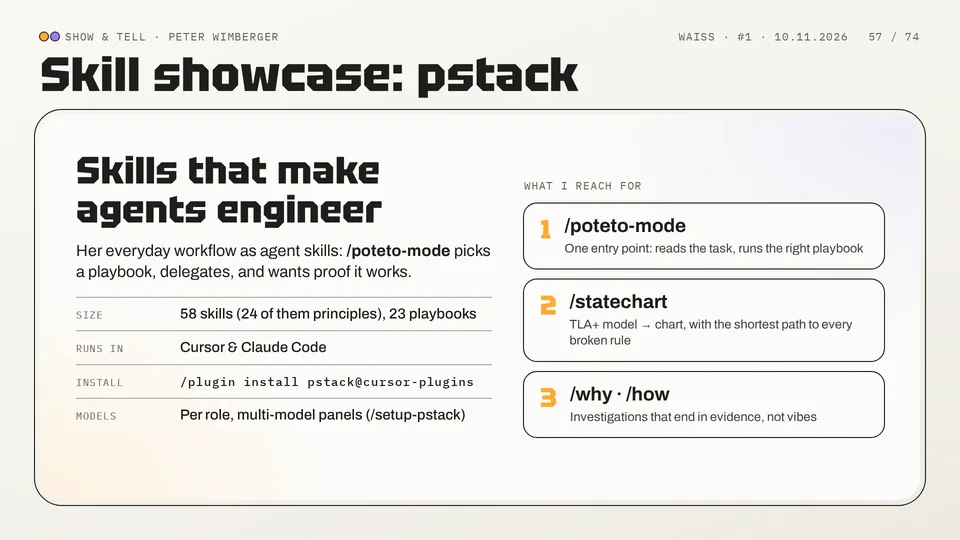 SHOW & TELL · PETER WIMBERGER
WAISS · #1 · 10.11.2026 57 / 74
Skill showcase: pstack
Skills that make
agents engineer
Her everyday workflow as agent skills: /poteto-mode picks
a playbook, delegates, and wants proof it works.
SIZE 58 skills (24 of them principles), 23 playbooks
RUNS IN Cursor & Claude Code
INSTALL /plugin install pstack@cursor-plugins
MODELS Per role, multi-model panels (/setup-pstack)
WHAT I REACH FOR
1 /poteto-mode
One entry point: reads the task, runs the right playbook
2 /statechart
TLA+ model → chart, with the shortest path to every
broken rule
3 /why · /how
Investigations that end in evidence, not vibes